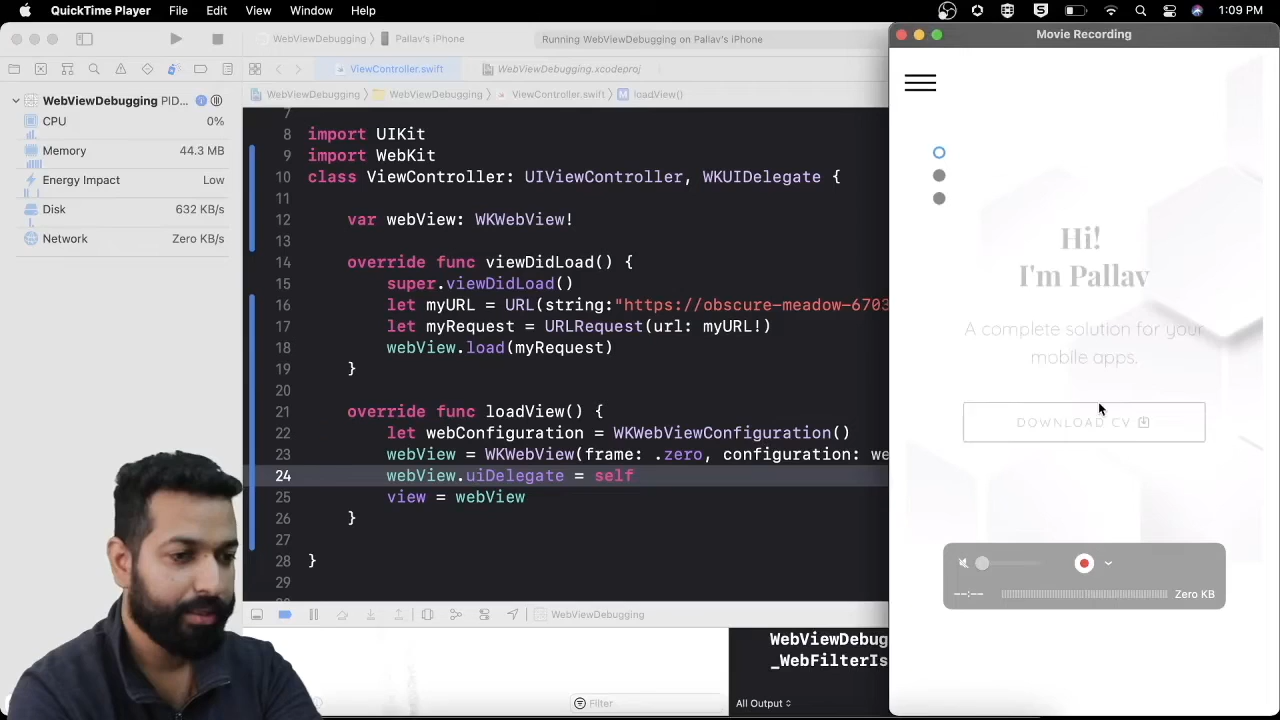 QuickTime Player File Edit View Window Help 1:09 PM
WebViewDebugging Pallav's iPhone Running WebViewDebugging on Pallav's iPhone
Movie Recording
ViewController.swift WebViewDebugging.xcodeproj
WebViewDebugging WebViewDebugging ViewController.swift M loadView()
WebViewDebugging PID...
CPU 0%
Memory 44.3 MB
Energy Impact Low
Disk 632 KB/s
Network Zero KB/s
7
8 import UIKit
9 import WebKit
10 class ViewController: UIViewController, WKUIDelegate {
11
12 var webView: WKWebView!
13
14 override func viewDidLoad() {
15 super.viewDidLoad()
16 let myURL = URL(string:"https://obscure-meadow-6703
17 let myRequest = URLRequest(url: myURL!)
18 webView.load(myRequest)
19 }
20
21 override func loadView() {
22 let webConfiguration = WKWebViewConfiguration()
23 webView = WKWebView(frame: .zero, configuration: we
24 webView.uiDelegate = self
25 view = webView
26 }
27
28 }
29
WebViewDebugging
WebViewDebug
_WebFilterIs
Filter
All Output
Hi!
I'm Pallav
A complete solution for your
mobile apps.
DOWNLOAD CV
--:-- Zero KB